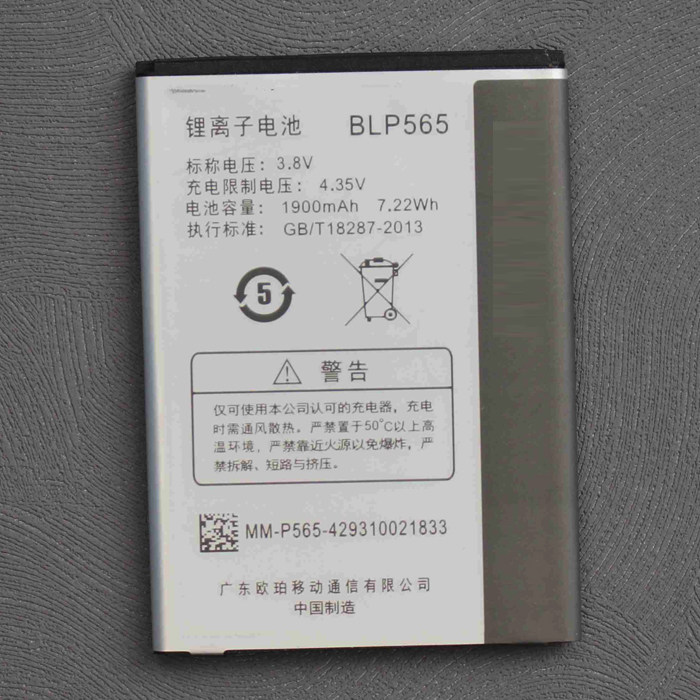 锂离子电池 BLP565
标称电压：3.8V
充电限制电压：4.35V
电池容量：1900mAh 7.22Wh
执行标准：GB/T18287-2013
5
警告
仅可使用本公司认可的充电器，充电
时需通风散热。严禁置于50°C以上高
温环境，严禁靠近火源以免爆炸，严
禁拆解、短路与挤压。
MM-P565-429310021833
广东欧珀移动通信有限公司
中国制造